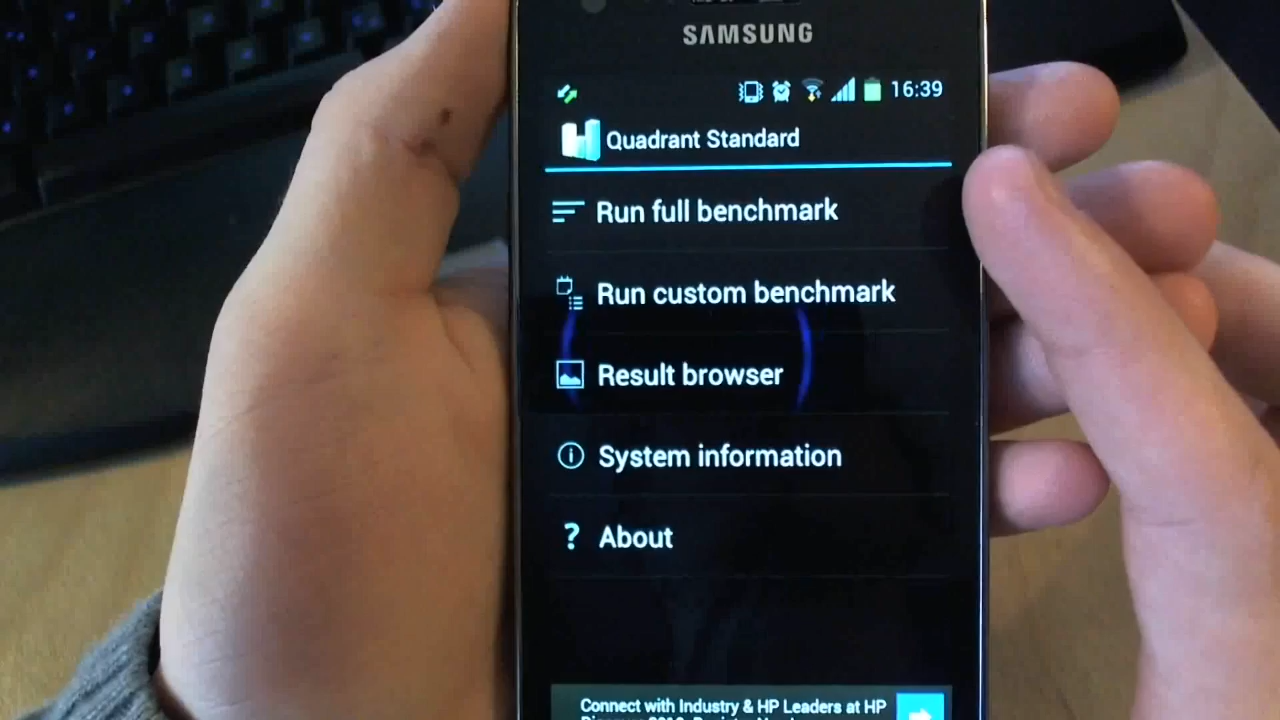 SAMSUNG
16:39
Quadrant Standard
Run full benchmark
Run custom benchmark
Result browser
System information
? About
Connect with Industry & HP Leaders at HP